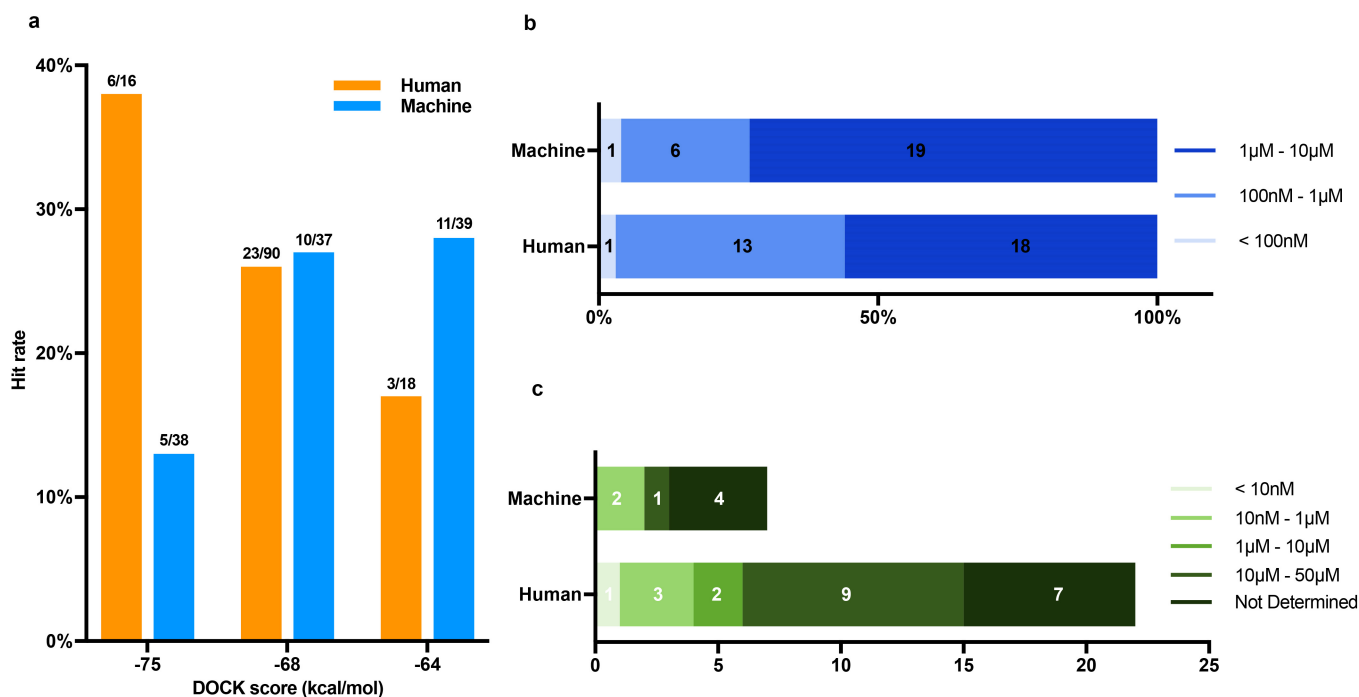 a
40%
30%
20%
10%
0%
Hit rate
6/16
5/38
23/90
10/37
3/18
11/39
Human
Machine
-75
-68
-64
DOCK score (kcal/mol)
b
Machine
1
6
19
Human
1
13
18
0%
50%
100%
1µM - 10µM
100nM - 1µM
< 100nM
c
Machine
2
1
4
Human
1
3
2
9
7
0
5
10
15
20
25
< 10nM
10nM - 1µM
1µM - 10µM
10µM - 50µM
Not Determined